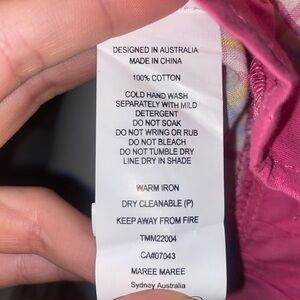 DESIGNED IN AUSTRALIA
MADE IN CHINA
100% COTTON
COLD HAND WASH
SEPARATELY WITH MILD
DETERGENT
DO NOT SOAK
DO NOT WRING OR RUB
DO NOT BLEACH
DO NOT TUMBLE DRY
LINE DRY IN SHADE
WARM IRON
DRY CLEANABLE (P)
KEEP AWAY FROM FIRE
TMM22004
CA#07043
MAREE MAREE
Sydney Australia